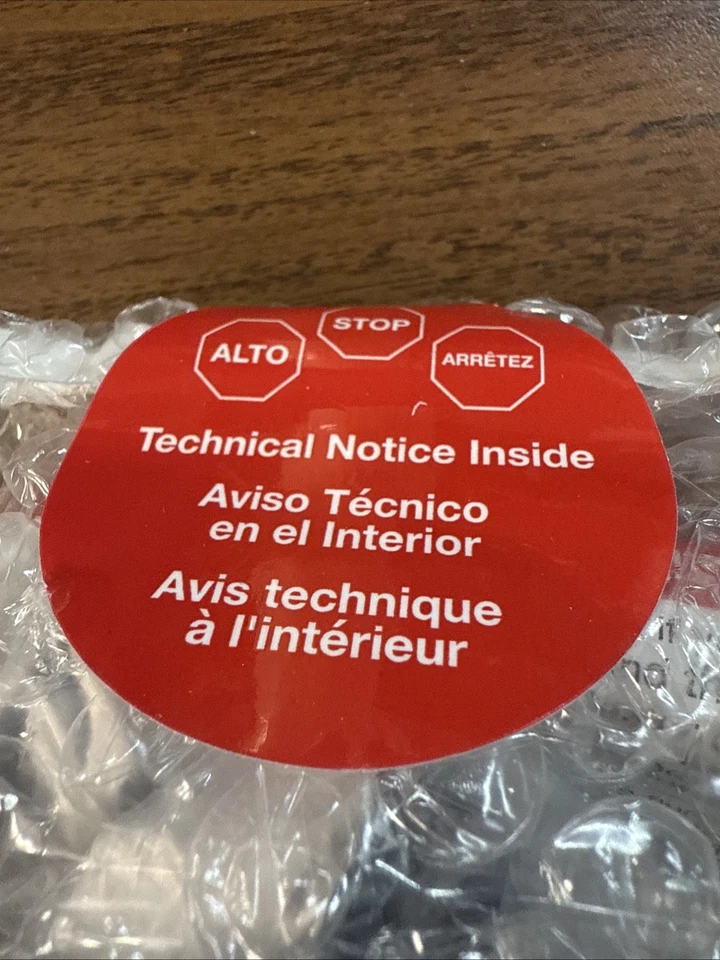 STOP
ALTO
ARRÊTEZ
Technical Notice Inside
Aviso Técnico
en el Interior
Avis technique
à l'intérieur